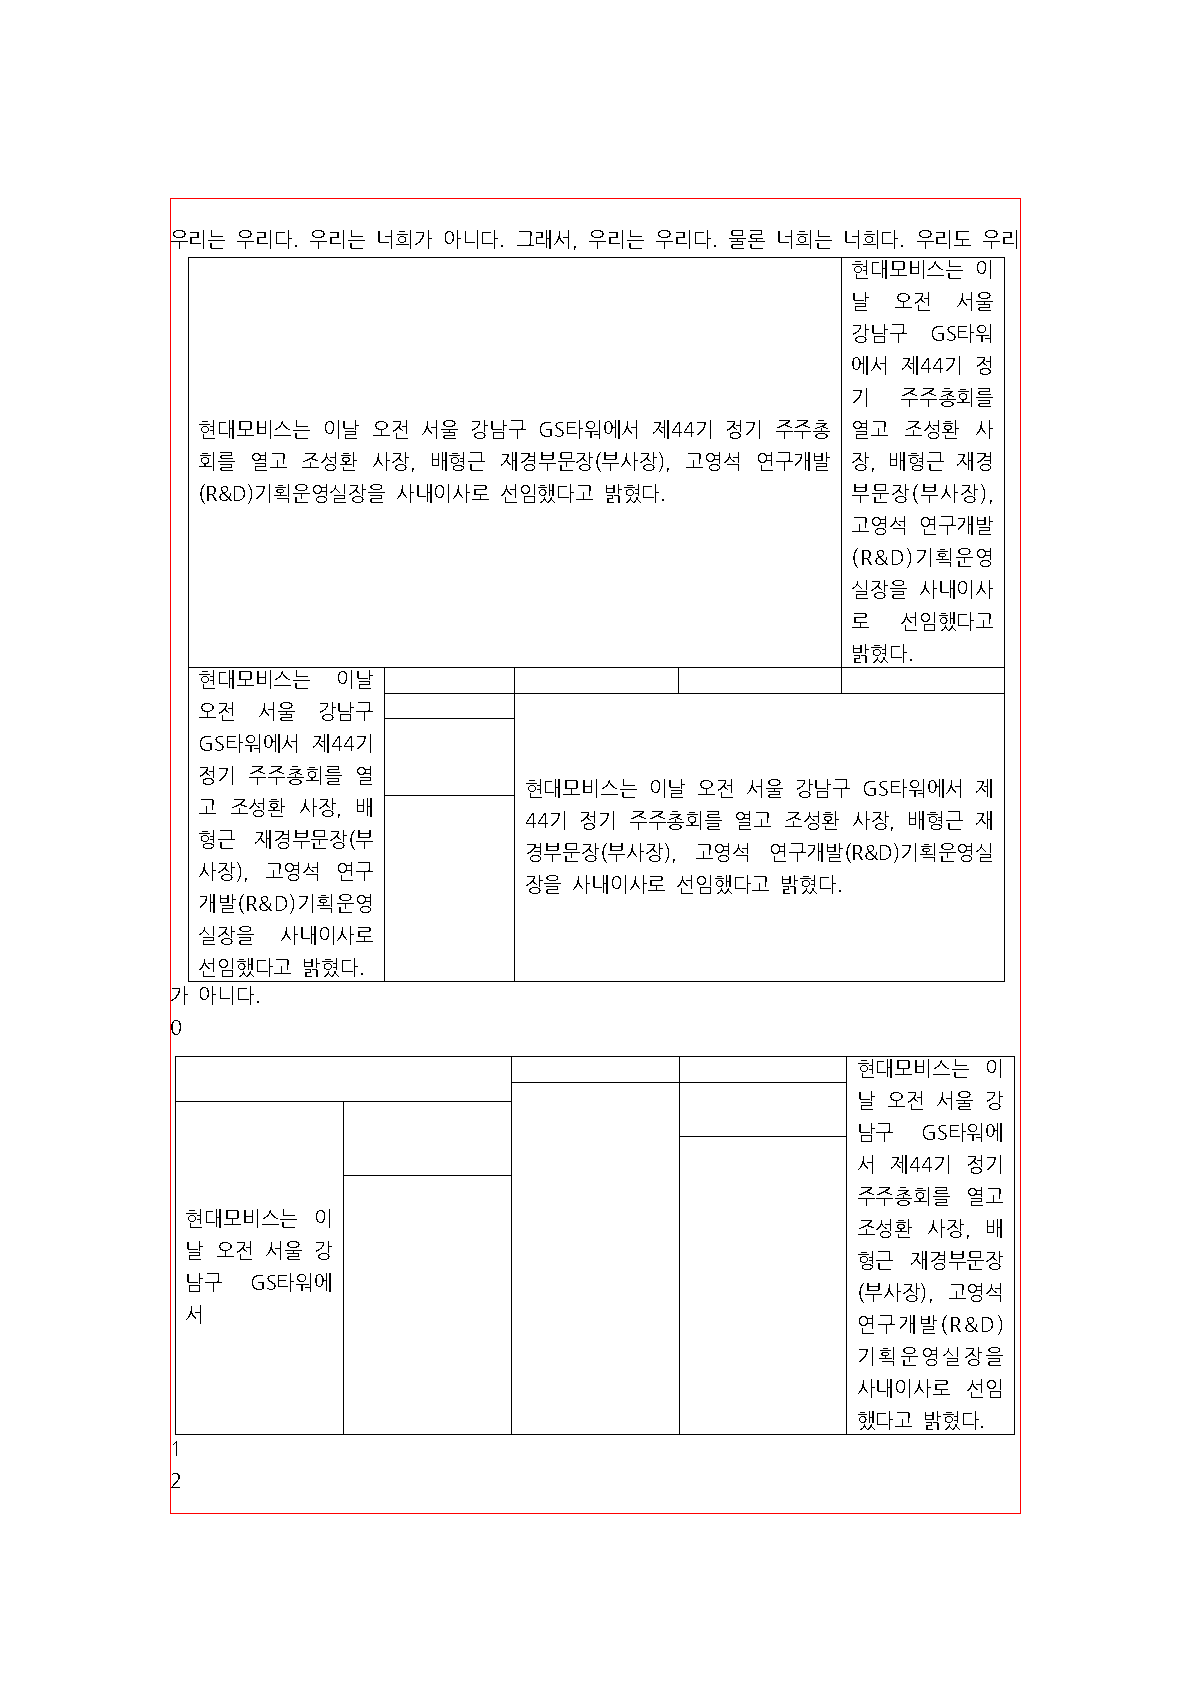 우리는 우리다. 우리는 너희가 아니다. 그래서, 우리는 우리다. 물론 너희는 너희다. 우리도 우리
현대모비스는 이날 오전 서울 강남구 GS타워에서 제44기 정기 주주총
회를 열고 조성환 사장, 배형근 재경부문장(부사장), 고영석 연구개발
(R&D)기획운영실장을 사내이사로 선임했다고 밝혔다.
현대모비스는 이
날 오전 서울
강남구 GS타워
에서 제44기 정
기 주주총회를
열고 조성환 사
장, 배형근 재경
부문장(부사장),
고영석 연구개발
(R&D)기획운영
실장을 사내이사
로 선임했다고
밝혔다.
현대모비스는 이날
오전 서울 강남구
GS타워에서 제44기
정기 주주총회를 열
고 조성환 사장, 배
형근 재경부문장(부
사장), 고영석 연구
개발(R&D)기획운영
실장을 사내이사로
선임했다고 밝혔다.
현대모비스는 이날 오전 서울 강남구 GS타워에서 제
44기 정기 주주총회를 열고 조성환 사장, 배형근 재
경부문장(부사장), 고영석 연구개발(R&D)기획운영실
장을 사내이사로 선임했다고 밝혔다.
가 아니다.
0
현대모비스는 이
날 오전 서울 강
남구 GS타워에
서
현대모비스는 이
날 오전 서울 강
남구 GS타워에
서 제44기 정기
주주총회를 열고
조성환 사장, 배
형근 재경부문장
(부사장), 고영석
연구개발(R&D)
기획운영실장을
사내이사로 선임
했다고 밝혔다.
1
2